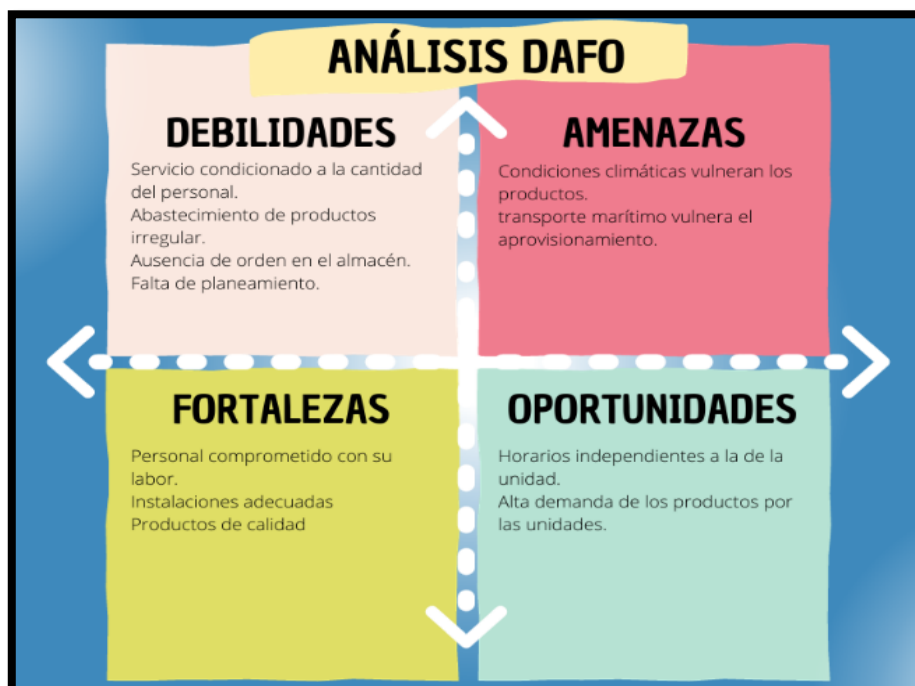 ANÁLISIS DAFO
DEBILIDADES
Servicio condicionado a la cantidad
del personal.
Abastecimiento de productos
irregular.
Ausencia de orden en el almacén.
Falta de planeamiento.
AMENAZAS
Condiciones climáticas vulneran los
productos.
transporte marítimo vulnera el
aprovisionamiento.
FORTALEZAS
Personal comprometido con su
labor.
Instalaciones adecuadas
Productos de calidad
OPORTUNIDADES
Horarios independientes a la de la
unidad.
Alta demanda de los productos por
las unidades.